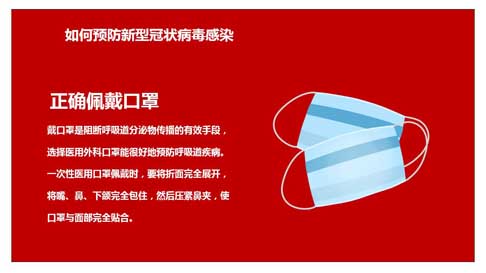 如何预防新型冠状病毒感染
正确佩戴口罩
戴口罩是阻断呼吸道分泌物传播的有效手段，
选择医用外科口罩能很好地预防呼吸道疾病。
一次性医用口罩佩戴时，要将折面完全展开，
将嘴、鼻、下颌完全包住，然后压紧鼻夹，使
口罩与面部完全贴合。